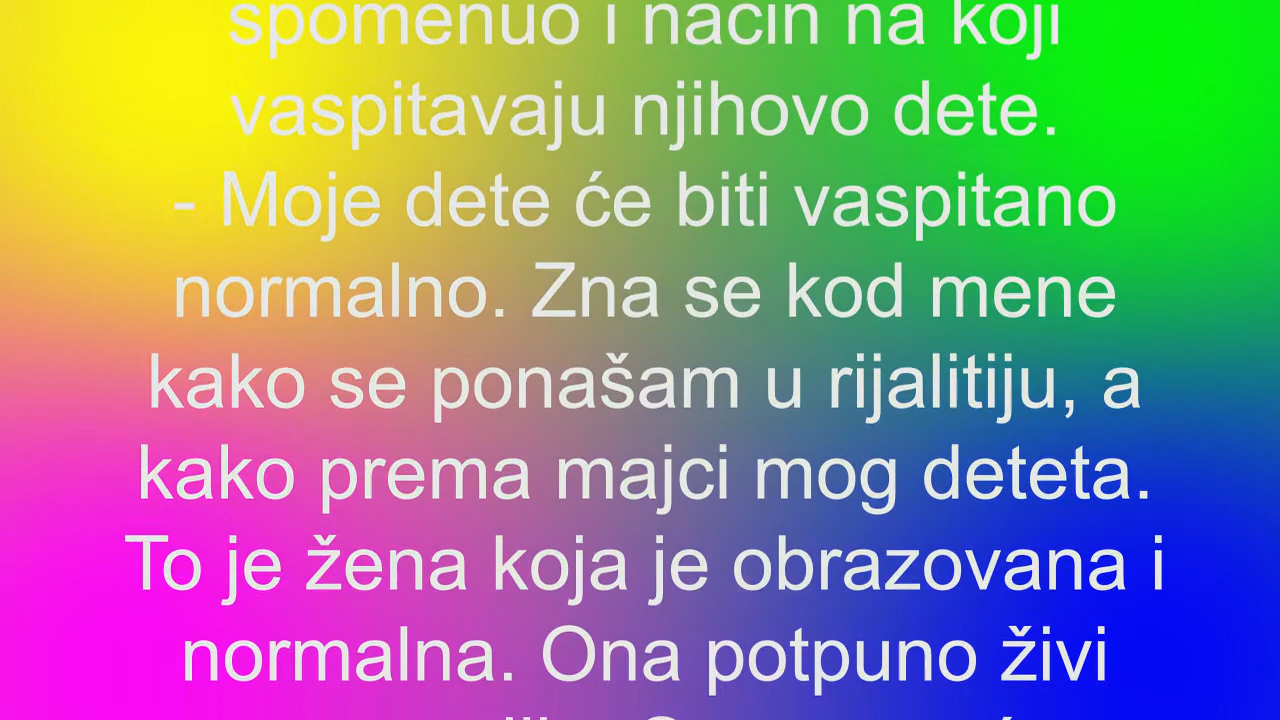 spomenuo i način na koji
vaspitavaju njihovo dete.
- Moje dete će biti vaspitano
normalno. Zna se kod mene
kako se ponašam u rijalitiju, a
kako prema majci mog deteta.
To je žena koja je obrazovana i
normalna. Ona potpuno živi